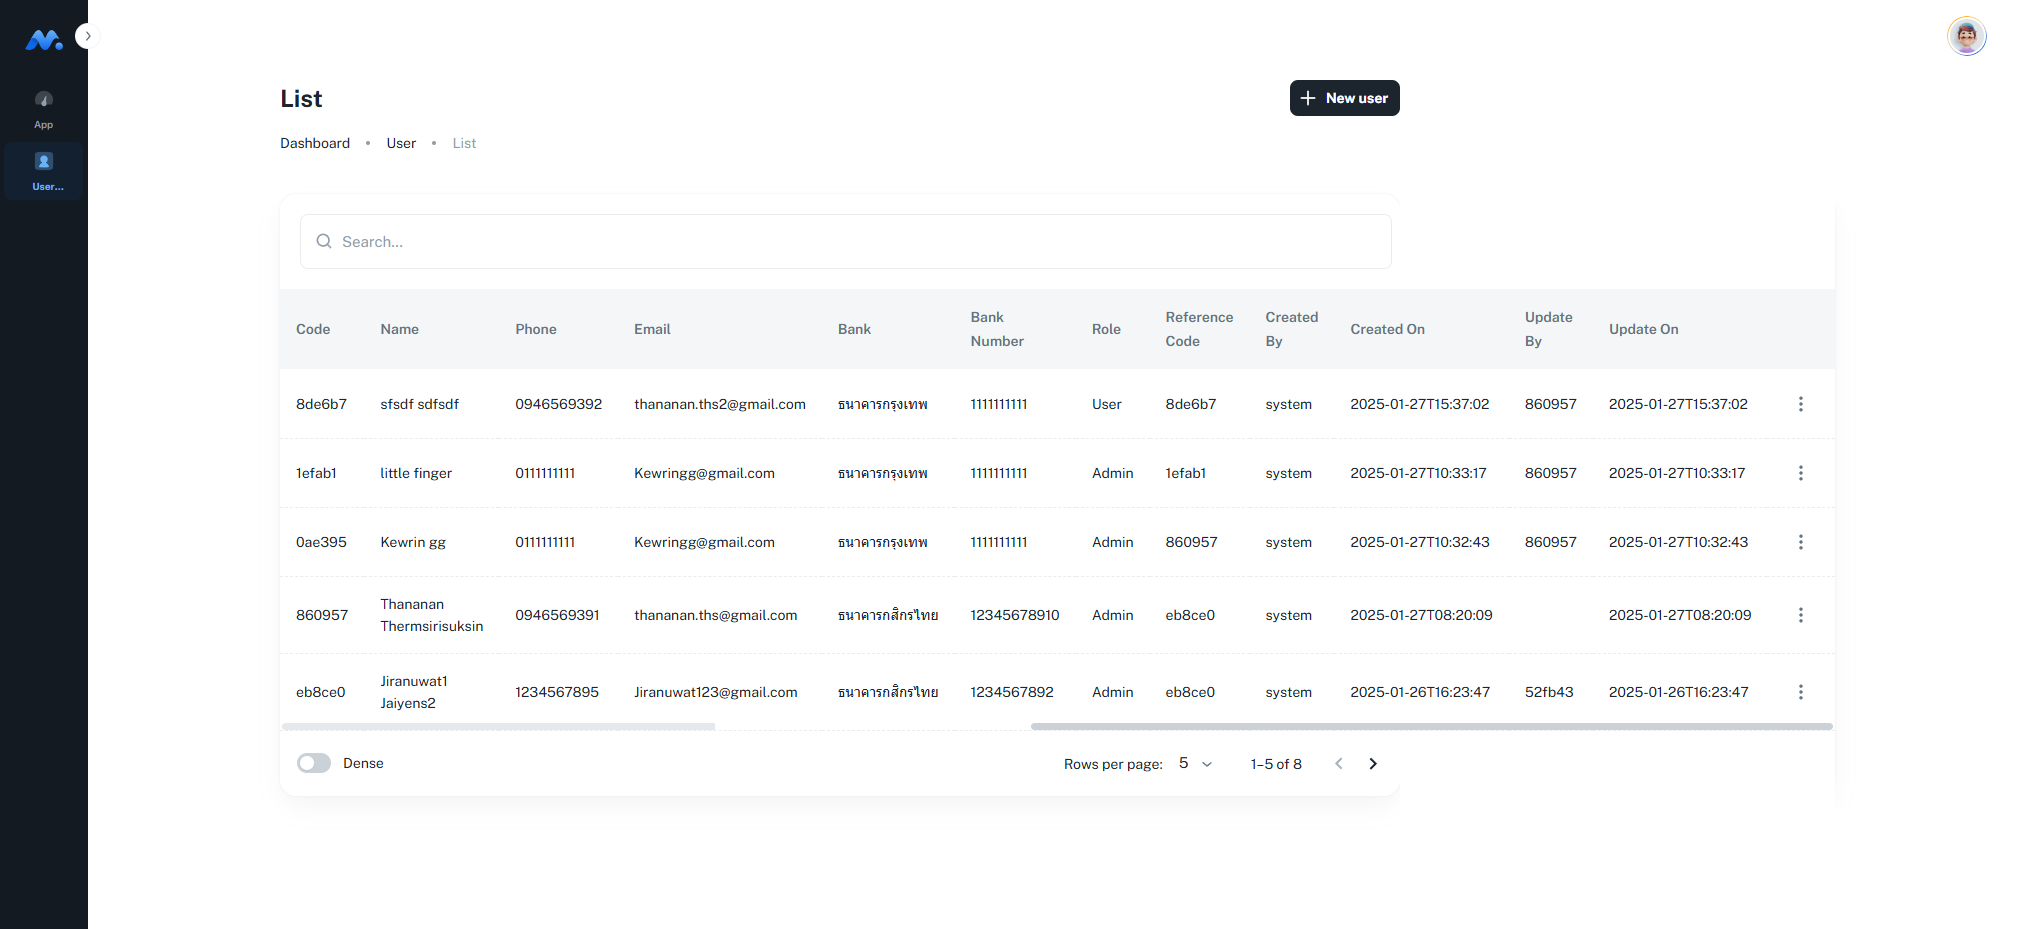 App
User...
List
New user
Dashboard • User • List
Search...
Code Name Phone Email Bank Bank Number Role Reference Code Created By Created On Update By Update On
8de6b7 sfsdf sdfsdf 0946569392 thananan.ths2@gmail.com ธนาคารกรุงเทพ 1111111111 User 8de6b7 system 2025-01-27T15:37:02 860957 2025-01-27T15:37:02
1efab1 little finger 0111111111 Kewringg@gmail.com ธนาคารกรุงเทพ 1111111111 Admin 1efab1 system 2025-01-27T10:33:17 860957 2025-01-27T10:33:17
0ae395 Kewrin gg 0111111111 Kewringg@gmail.com ธนาคารกรุงเทพ 1111111111 Admin 860957 system 2025-01-27T10:32:43 860957 2025-01-27T10:32:43
860957 Thananan Thermsirisuksin 0946569391 thananan.ths@gmail.com ธนาคารกสิกรไทย 12345678910 Admin eb8ce0 system 2025-01-27T08:20:09 2025-01-27T08:20:09
eb8ce0 Jiranuwat1 Jaiyens2 1234567895 Jiranuwat123@gmail.com ธนาคารกสิกรไทย 1234567892 Admin eb8ce0 system 2025-01-26T16:23:47 52fb43 2025-01-26T16:23:47
Dense
Rows per page: 5 1–5 of 8